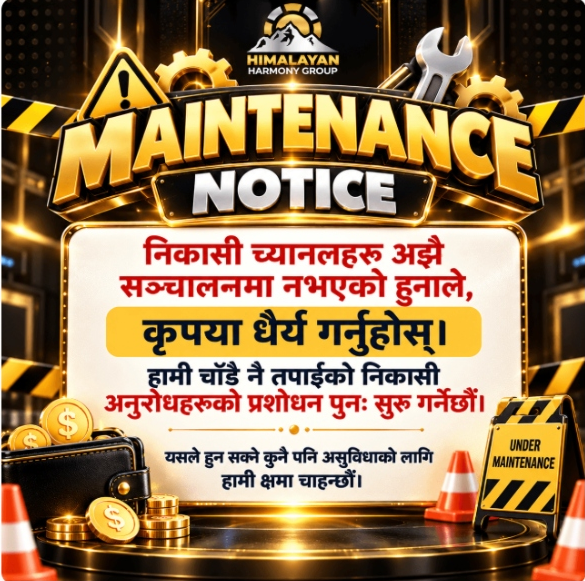 HIMALAYAN
HARMONY GROUP
MAINTENANCE
NOTICE
निकासी च्यानलहरू अझै
सञ्चालनमा नभएको हुनाले,
कृपया धैर्य गर्नुहोस्।
हामी चाँडै नै तपाईको निकासी
अनुरोधहरूको प्रशोधन पुनः सुरु गर्नेछौं।
यसले हुन सक्ने कुनै पनि असुविधाको लागि
हामी क्षमा चाहन्छौं।
UNDER
MAINTENANCE